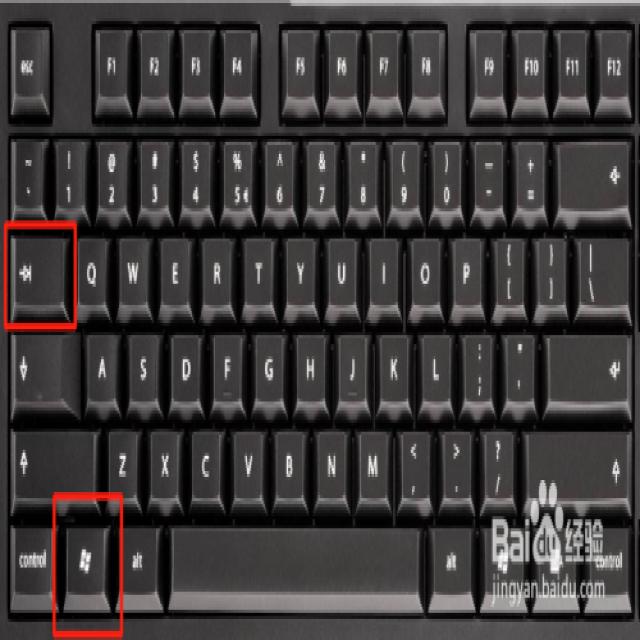 esc F1 F2 F3 F4 F5 F6 F7 F8 F9 F10 F11 F12
~ ! @ # $ % ^ & * ( ) — +
` 1 2 3 4 5 € 6 7 8 9 0 - =
Q W E R T Y U I O P { } |
[ ] \
A S D F G H J K L : "
; '
Z X C V B N M < > ?
, . /
control alt alt control
Bai 经验
jingyan.baidu.com